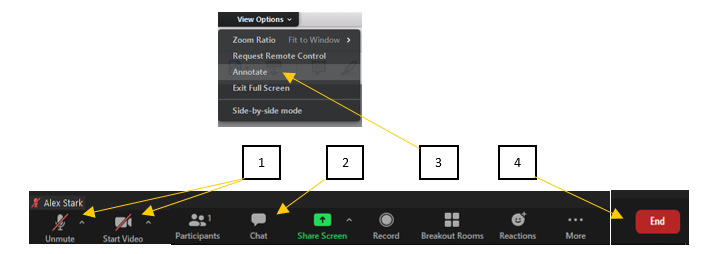 View Options
Zoom Ratio Fit to Window
Request Remote Control
Annotate
Exit Full Screen
Side-by-side mode
1 2 3 4
Alex Stark
1
Unmute Start Video Participants Chat Share Screen Record Breakout Rooms Reactions More End